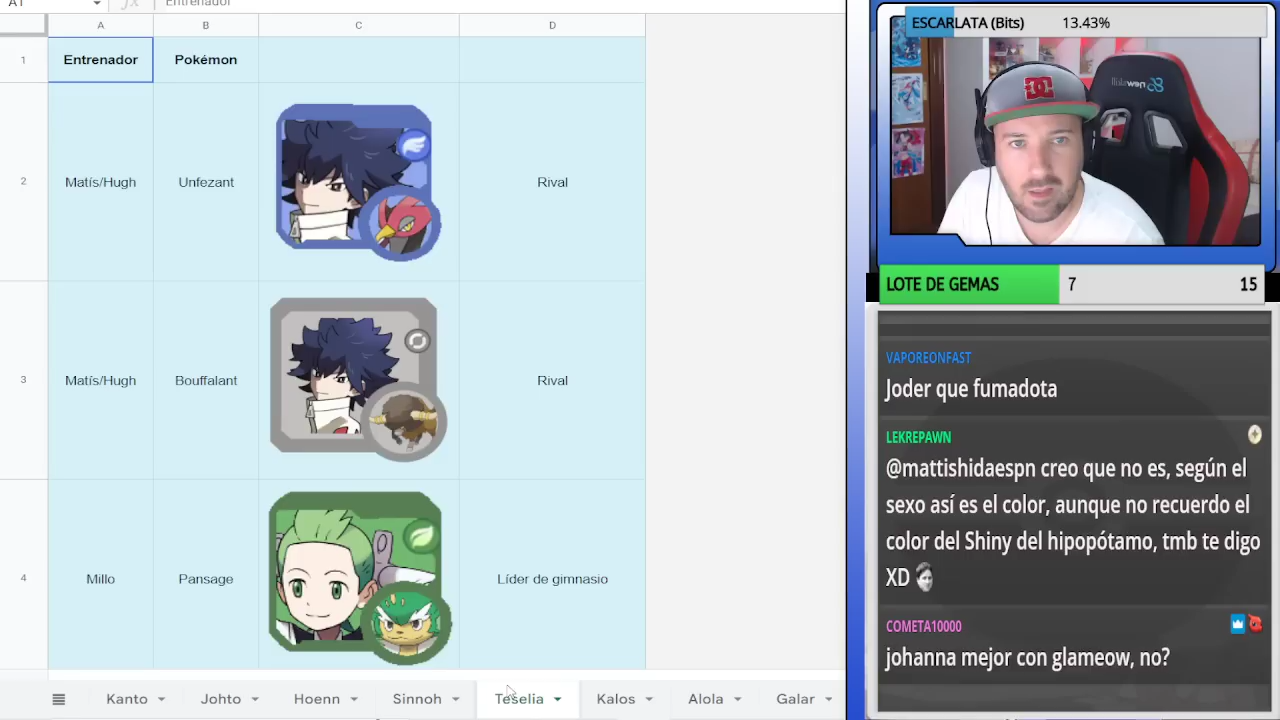 A1
fx
Entrenador
A B C D
1 Entrenador Pokémon
2 Matís/Hugh Unfezant Rival
3 Matís/Hugh Bouffalant Rival
4 Millo Pansage Líder de gimnasio
Kanto Johto Hoenn Sinnoh Teselia Kalos Alola Galar
ESCARLATA (Bits) 13.43%
newskill
LOTE DE GEMAS 7 15
VAPOREONFAST
Joder que fumadota
LEKREPAWN
@mattishidaespn creo que no es, según el
sexo así es el color, aunque no recuerdo el
color del Shiny del hipopótamo, tmb te digo
XD
COMETA10000
johanna mejor con glameow, no?